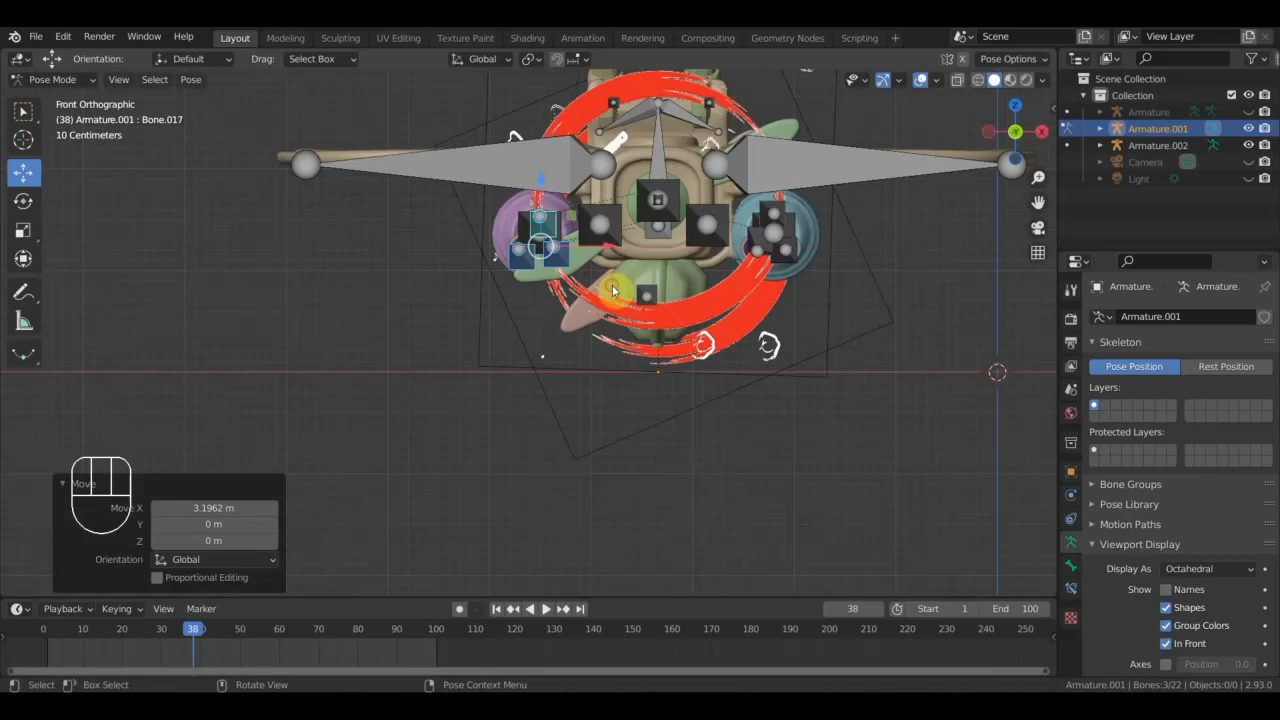 File Edit Render Window Help Layout Modeling Sculpting UV Editing Texture Paint Shading Animation Rendering Compositing Geometry Nodes Scripting + Scene View Layer
Orientation: Default Drag: Select Box Global X Pose Options
Pose Mode View Select Pose
Front Orthographic
(38) Armature.001 : Bone.017
10 Centimeters
Z
Y
X
Scene Collection
Collection
Armature
Armature.001
Armature.002
Camera
Light
Armature. Armature.
Armature.001
Skeleton
Pose Position Rest Position
Layers:
Protected Layers:
Bone Groups
Pose Library
Motion Paths
Viewport Display
Display As Octahedral
Show Names
Shapes
Group Colors
In Front
Axes Position 0.0
Move
Move X 3.1962 m
Y 0 m
Z 0 m
Orientation Global
Proportional Editing
Playback Keying View Marker 38 Start 1 End 100
0 10 20 30 38 50 60 70 80 90 100 110 120 130 140 150 160 170 180 190 200 210 220 230 240 250
Select Box Select Rotate View Pose Context Menu Armature.001 | Bones:3/22 | Objects:0/0 | 2.93.0